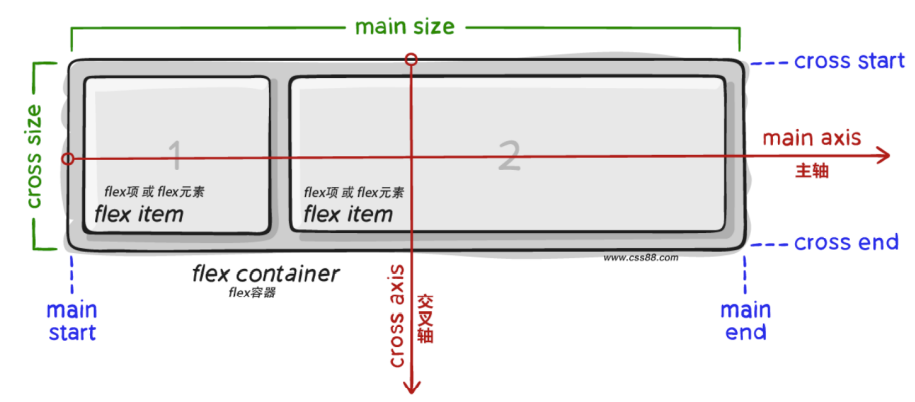 main size
cross start
cross size
main axis
主轴
1
2
flex项 或 flex元素
flex item
flex项 或 flex元素
flex item
cross end
www.css88.com
flex container
flex容器
cross axis
交叉轴
main
start
main
end